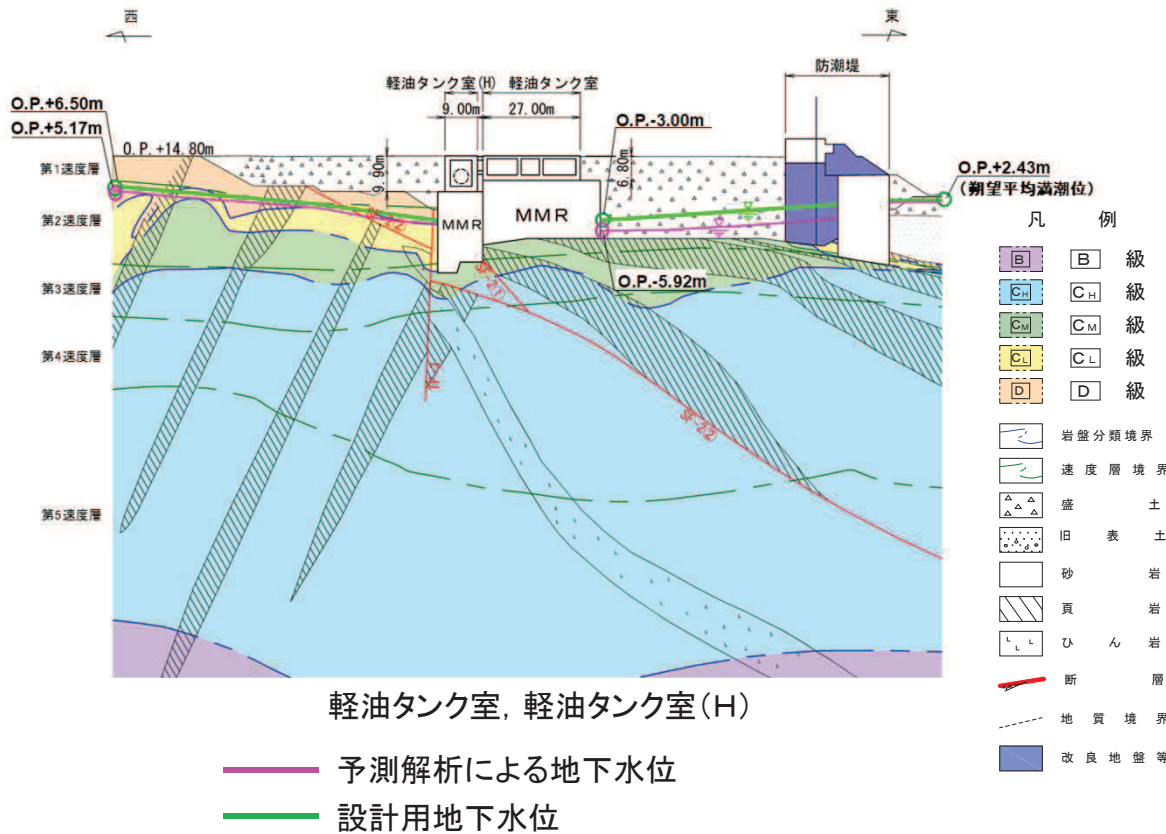 西
東
防潮堤
軽油タンク室(H) 軽油タンク室
9.00m 27.00m
O.P.+6.50m
O.P.+5.17m
O.P.-3.00m
O.P.+14.80m
9.90m
6.80m
O.P.+2.43m
(朔望平均満潮位)
第1速度層
第2速度層
第3速度層
第4速度層
第5速度層
MMR
MMR
O.P.-5.92m
SF-2(1)
SF-2(2)
凡 例
B B 級
CH CH 級
CM CM 級
CL CL 級
D D 級
岩盤分類境界
速度層境界
盛土
旧表土
砂岩
頁岩
ひん岩
断層
地質境界
改良地盤等
軽油タンク室, 軽油タンク室(H)
予測解析による地下水位
設計用地下水位